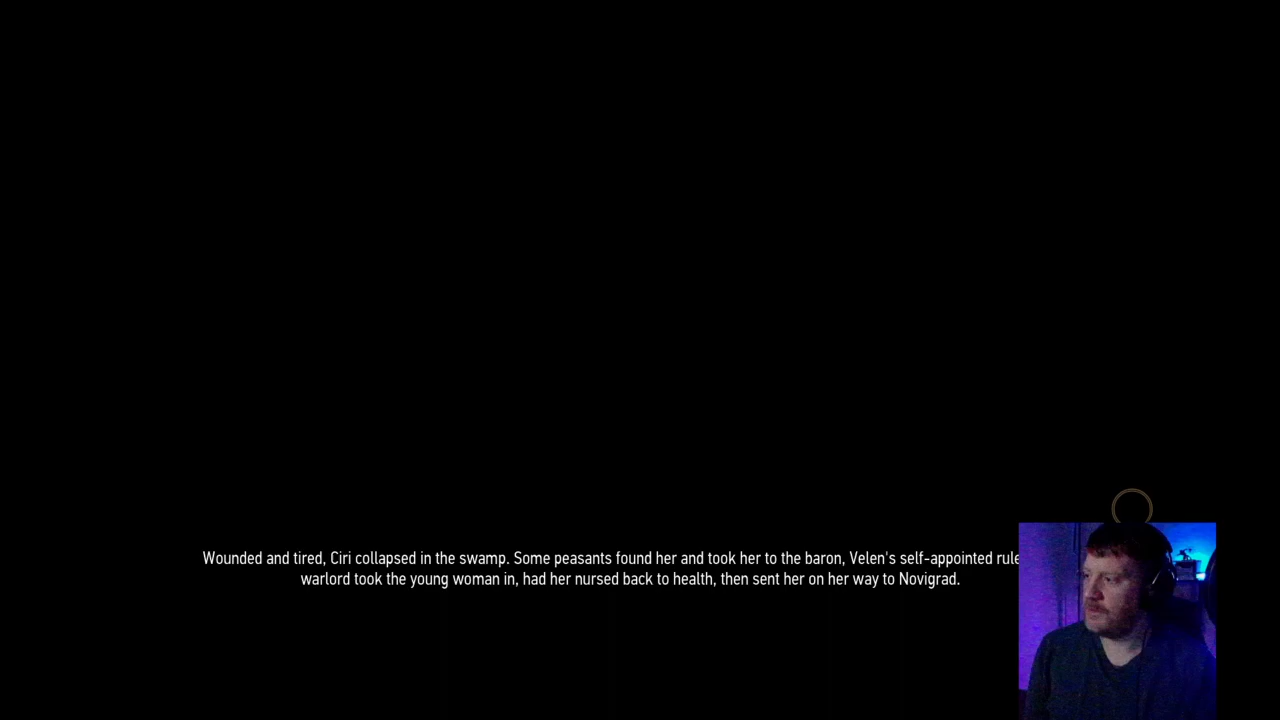 Wounded and tired, Ciri collapsed in the swamp. Some peasants found her and took her to the baron, Velen's self-appointed
warlord took the young woman in, had her nursed back to health, then sent her on her way to Novigrad.